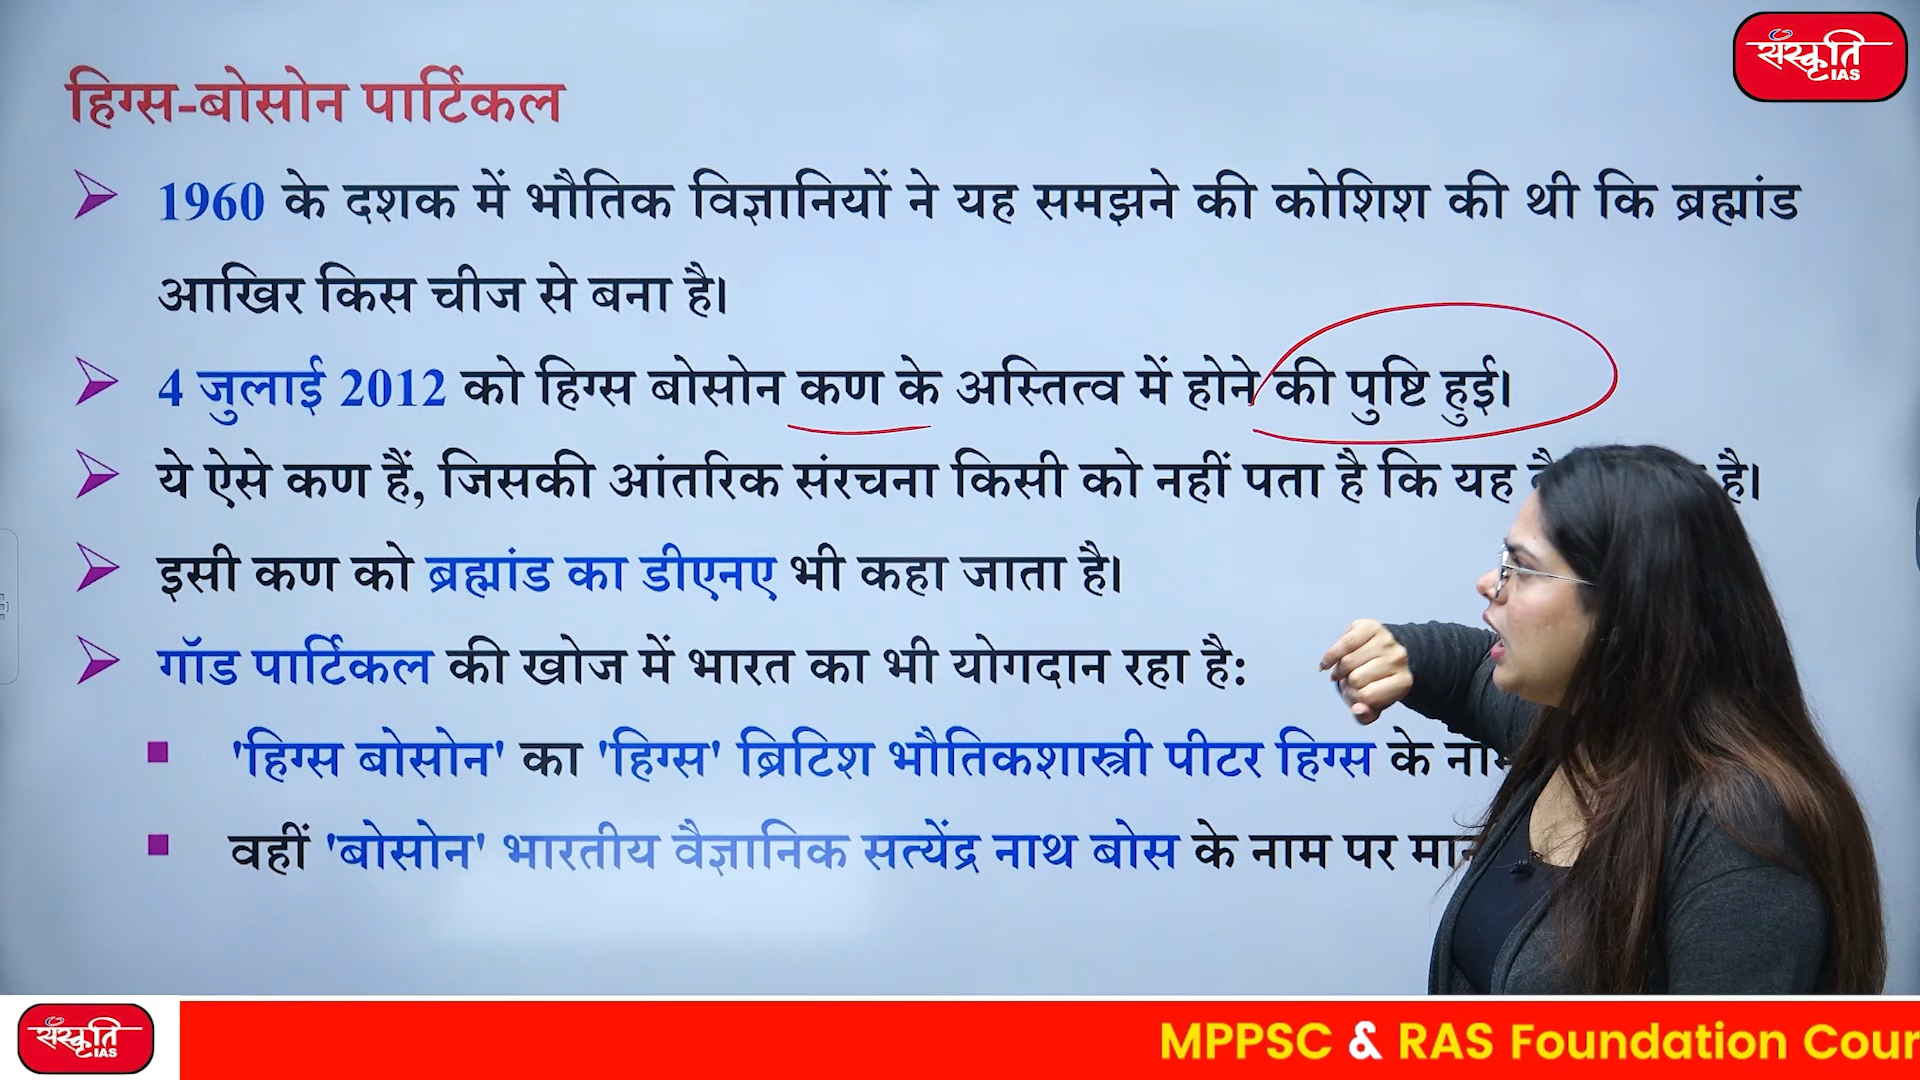 संस्कृति
IAS
हिग्स-बोसोन पार्टिकल
1960 के दशक में भौतिक विज्ञानियों ने यह समझने की कोशिश की थी कि ब्रह्मांड
आखिर किस चीज से बना है।
4 जुलाई 2012 को हिग्स बोसोन कण के अस्तित्व में होने की पुष्टि हुई।
ये ऐसे कण हैं, जिसकी आंतरिक संरचना किसी को नहीं पता है कि यह है।
इसी कण को ब्रह्मांड का डीएनए भी कहा जाता है।
गॉड पार्टिकल की खोज में भारत का भी योगदान रहा है:
'हिग्स बोसोन' का 'हिग्स' ब्रिटिश भौतिकशास्त्री पीटर हिग्स के
वहीं 'बोसोन' भारतीय वैज्ञानिक सत्येंद्र नाथ बोस के नाम पर
संस्कृति
IAS
MPPSC & RAS Foundation Cour